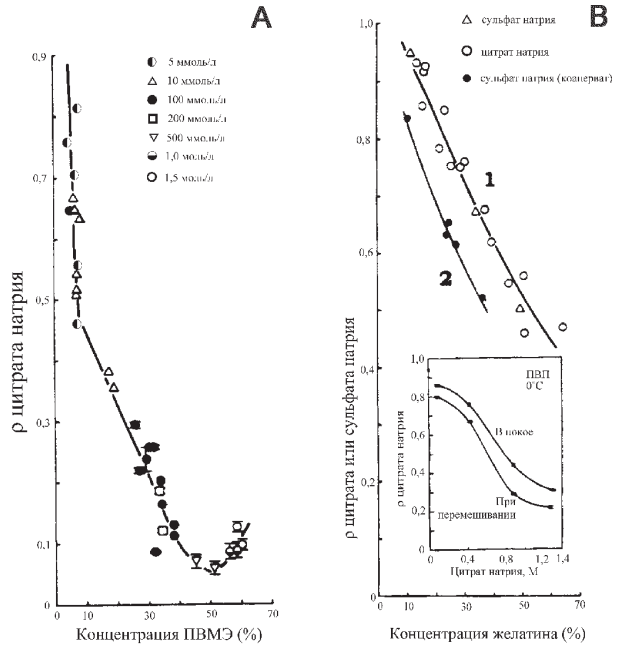 A
ρ цитрата натрия
0,9
0,7
0,5
0,3
0,1
0
0
10
30
50
70
Концентрация ПВМЭ (%)
5 ммоль/л
10 ммоль/л
100 ммоль/л
200 ммоль/л
500 ммоль/л
1,0 моль/л
1,5 моль/л
В
ρ цитрата или сульфата натрия
1,0
0,8
0,6
0,4
0,2
0
0
10
30
50
70
Концентрация желатина (%)
сульфат натрия
цитрат натрия
сульфат натрия (коацерват)
1
2
ρ цитрата натрия
1,0
0,8
0,6
0,4
0,2
0
ПВП
0°С
В покое
При
перемешивании
0
0,4
0,8
1,2
1,4
Цитрат натрия, М